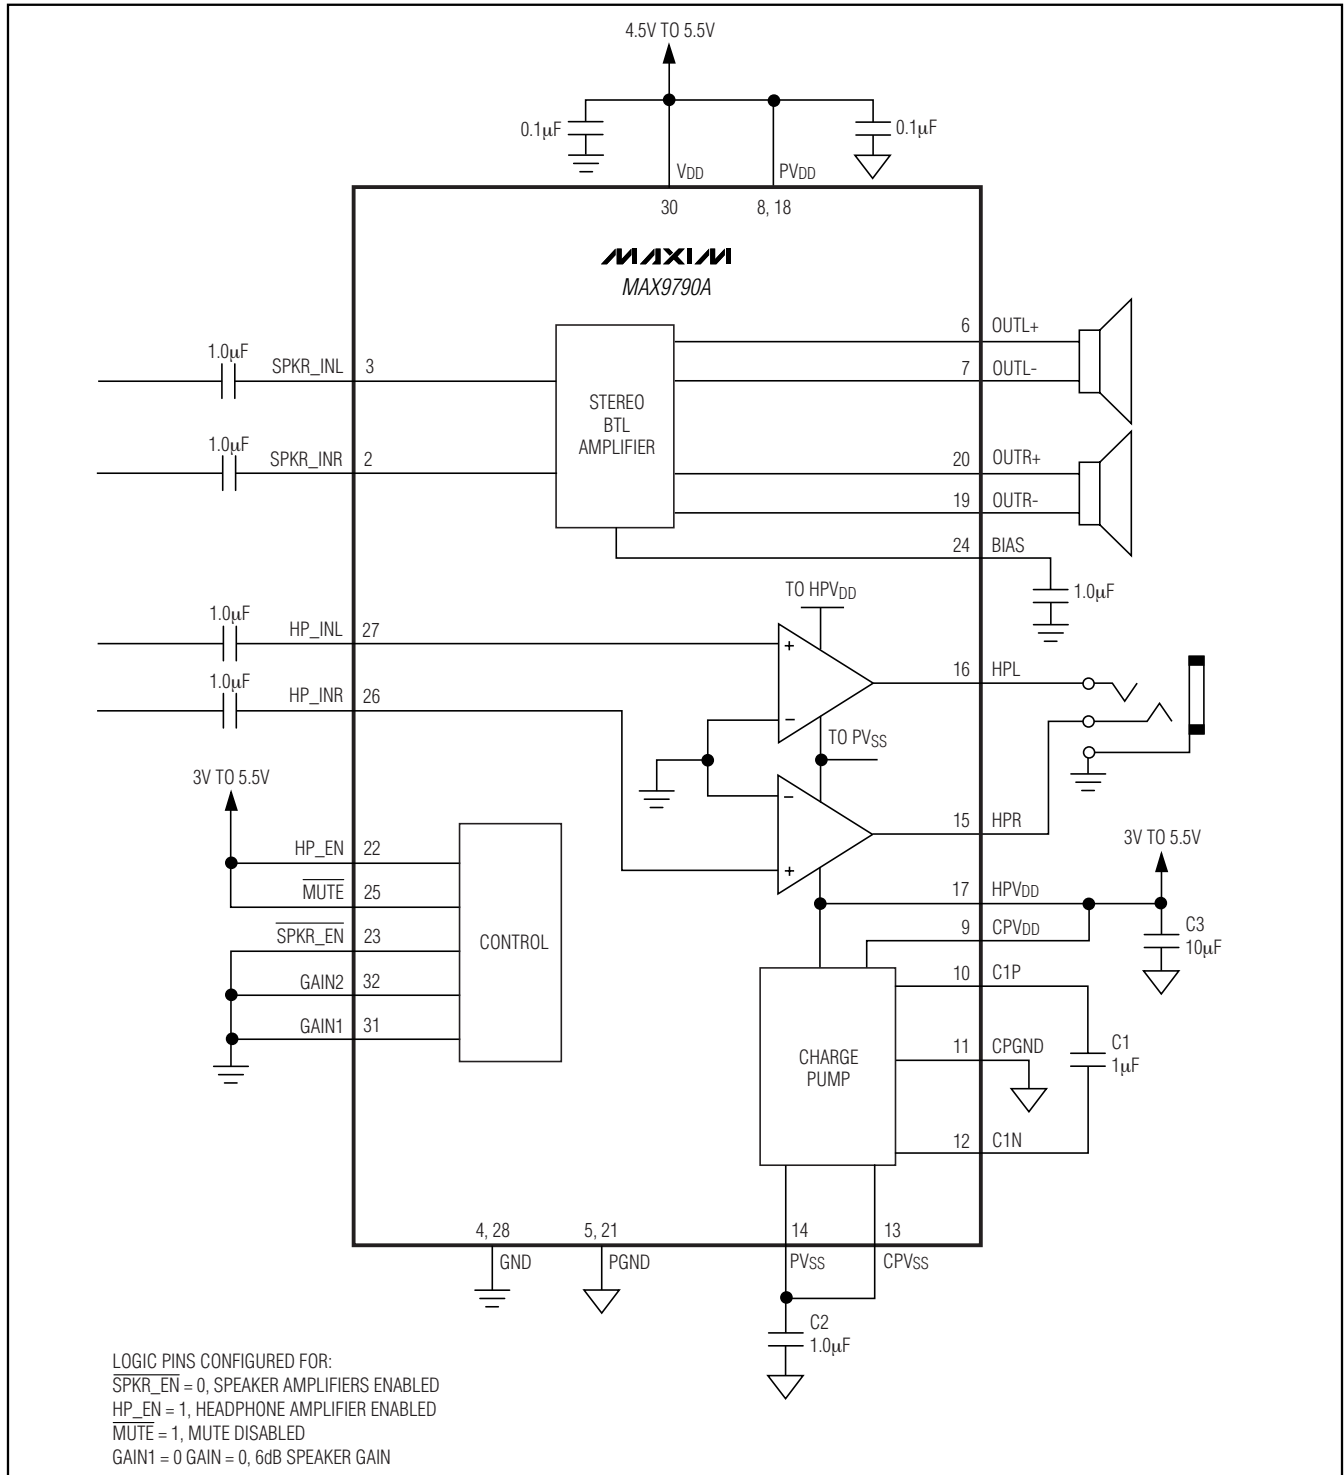 4.5V TO 5.5V
0.1µF
0.1µF
VDD
PVDD
30
8, 18
MAXIM
MAX9790A
1.0µF
SPKR_INL
3
1.0µF
SPKR_INR
2
STEREO
BTL
AMPLIFIER
6
OUTL+
7
OUTL-
20
OUTR+
19
OUTR-
24
BIAS
1.0µF
TO HPVDD
1.0µF
HP_INL
27
+
–
16
HPL
1.0µF
HP_INR
26
TO PVSS
–
+
15
HPR
3V TO 5.5V
HP_EN
22
MUTE
25
SPKR_EN
23
GAIN2
32
GAIN1
31
CONTROL
3V TO 5.5V
17
HPVDD
9
CPVDD
C3
10µF
10
C1P
11
CPGND
C1
1µF
12
C1N
CHARGE
PUMP
4, 28
5, 21
14
13
GND
PGND
PVSS
CPVSS
C2
1.0µF
LOGIC PINS CONFIGURED FOR:
SPKR_EN = 0, SPEAKER AMPLIFIERS ENABLED
HP_EN = 1, HEADPHONE AMPLIFIER ENABLED
MUTE = 1, MUTE DISABLED
GAIN1 = 0 GAIN = 0, 6dB SPEAKER GAIN